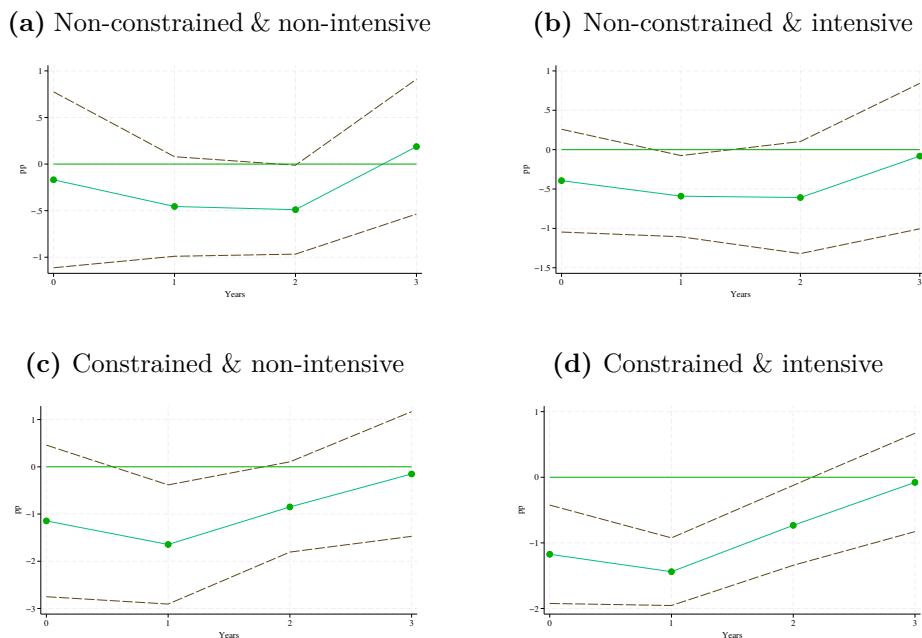 (a) Non-constrained & non-intensive
1
.5
0
-.5
-1
pp
0 1 2 3
Years
(b) Non-constrained & intensive
1
.5
0
-.5
-1
-1.5
pp
0 1 2 3
Years
(c) Constrained & non-intensive
1
0
-1
-2
-3
pp
0 1 2 3
Years
(d) Constrained & intensive
1
0
-1
-2
pp
0 1 2 3
Years